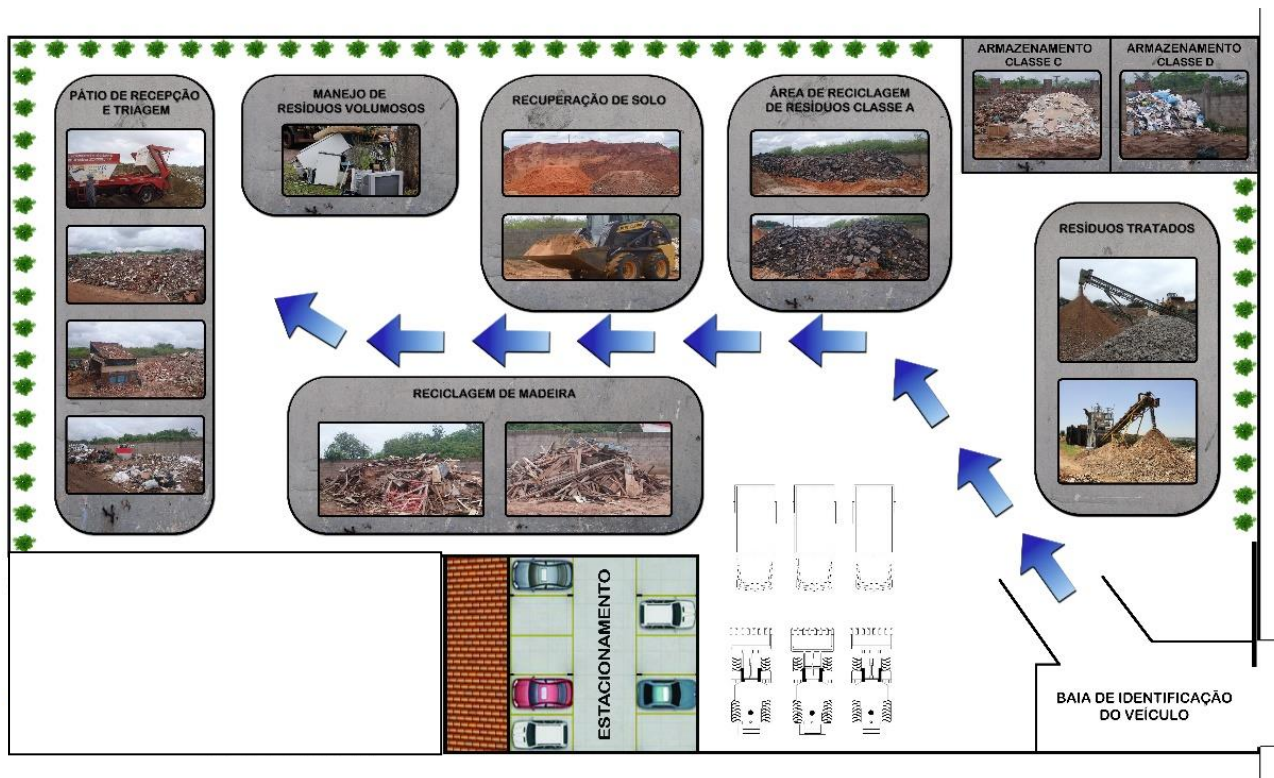 PÁTIO DE RECEPÇÃO
E TRIAGEM
MANEJO DE
RESÍDUOS VOLUMOSOS
RECUPERAÇÃO DE SOLO
ÁREA DE RECICLAGEM
DE RESÍDUOS CLASSE A
ARMAZENAMENTO
CLASSE C
ARMAZENAMENTO
CLASSE D
RESÍDUOS TRATADOS
RECICLAGEM DE MADEIRA
ESTACIONAMENTO
BAIA DE IDENTIFICAÇÃO
DO VEÍCULO